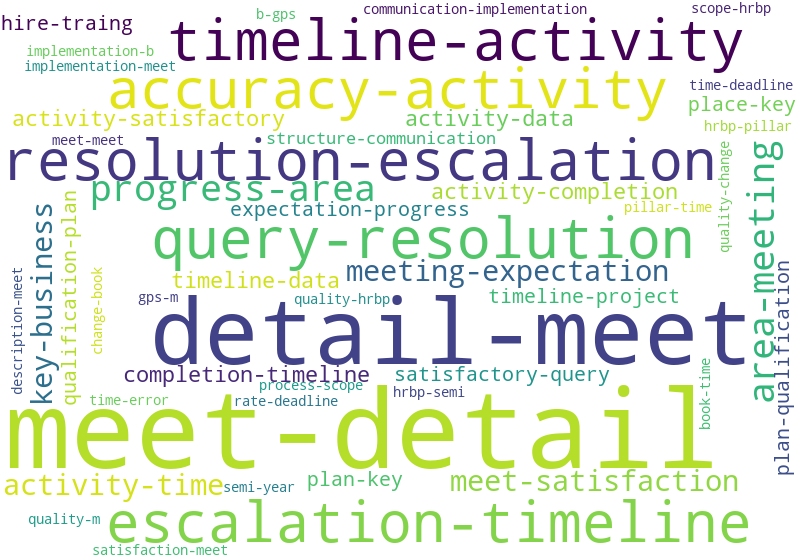 communication-implementation
scope-hrbp
b-gps
hire-traing
timeline-activity
implementation-b
implementation-meet
accuracy-activity
time-deadline
place-key
activity-satisfactory
activity-data
hrbp-pillar
meet-meet
structure-communication
resolution-escalation
quality-change
area-meeting
progress-area
activity-completion
qualification-plan
key-business
expectation-progress
pillar-time
query-resolution
meeting-expectation
plan-qualification
description-meet
change-book
timeline-data
gps-m
quality-hrbp
timeline-project
detail-meet
completion-timeline
satisfactory-query
book-time
process-scope
hrbp-semi
time-error
rate-deadline
meet-detail
activity-time
semi-year
plan-key
meet-satisfaction
escalation-timeline
quality-m
satisfaction-meet